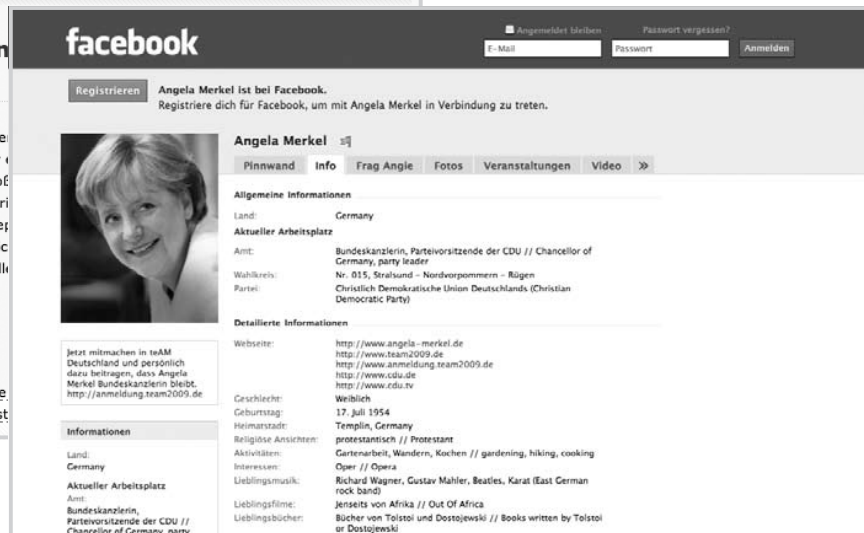 facebook
Angemeldet bleiben
Passwort vergessen?
E-Mail
Passwort
Anmelden
Registrieren
Angela Merkel ist bei Facebook.
Registriere dich für Facebook, um mit Angela Merkel in Verbindung zu treten.
Angela Merkel
Pinnwand Info Frag Angie Fotos Veranstaltungen Video »
Allgemeine Informationen
Land: Germany
Aktueller Arbeitsplatz
Amt: Bundeskanzlerin, Parteivorsitzende der CDU // Chancellor of
Germany, party leader
Wahlkreis: Nr. 015, Stralsund - Nordvorpommern - Rügen
Partei: Christlich Demokratische Union Deutschlands (Christian
Democratic Party)
Detailierte Informationen
Webseite: http://www.angela-merkel.de
http://www.team2009.de
http://www.anmeldung.team2009.de
http://www.cdu.de
http://www.cdu.tv
Geschlecht: Weiblich
Geburtstag: 17. Juli 1954
Heimatstadt: Templin, Germany
Religiöse Ansichten: protestantisch // Protestant
Aktivitäten: Gartenarbeit, Wandern, Kochen // gardening, hiking, cooking
Interessen: Oper // Opera
Lieblingsmusik: Richard Wagner, Gustav Mahler, Beatles, Karat (East German
rock band)
Lieblingsfilme: Jenseits von Afrika // Out Of Africa
Lieblingsbücher: Bücher von Tolstoi und Dostojewski // Books written by Tolstoi
or Dostojewski
Jetzt mitmachen in teAM
Deutschland und persönlich
dazu beitragen, dass Angela
Merkel Bundeskanzlerin bleibt.
http://anmeldung.team2009.de
Informationen
Land:
Germany
Aktueller Arbeitsplatz
Amt:
Bundeskanzlerin,
Parteivorsitzende der CDU //
Chancellor of Germany, party